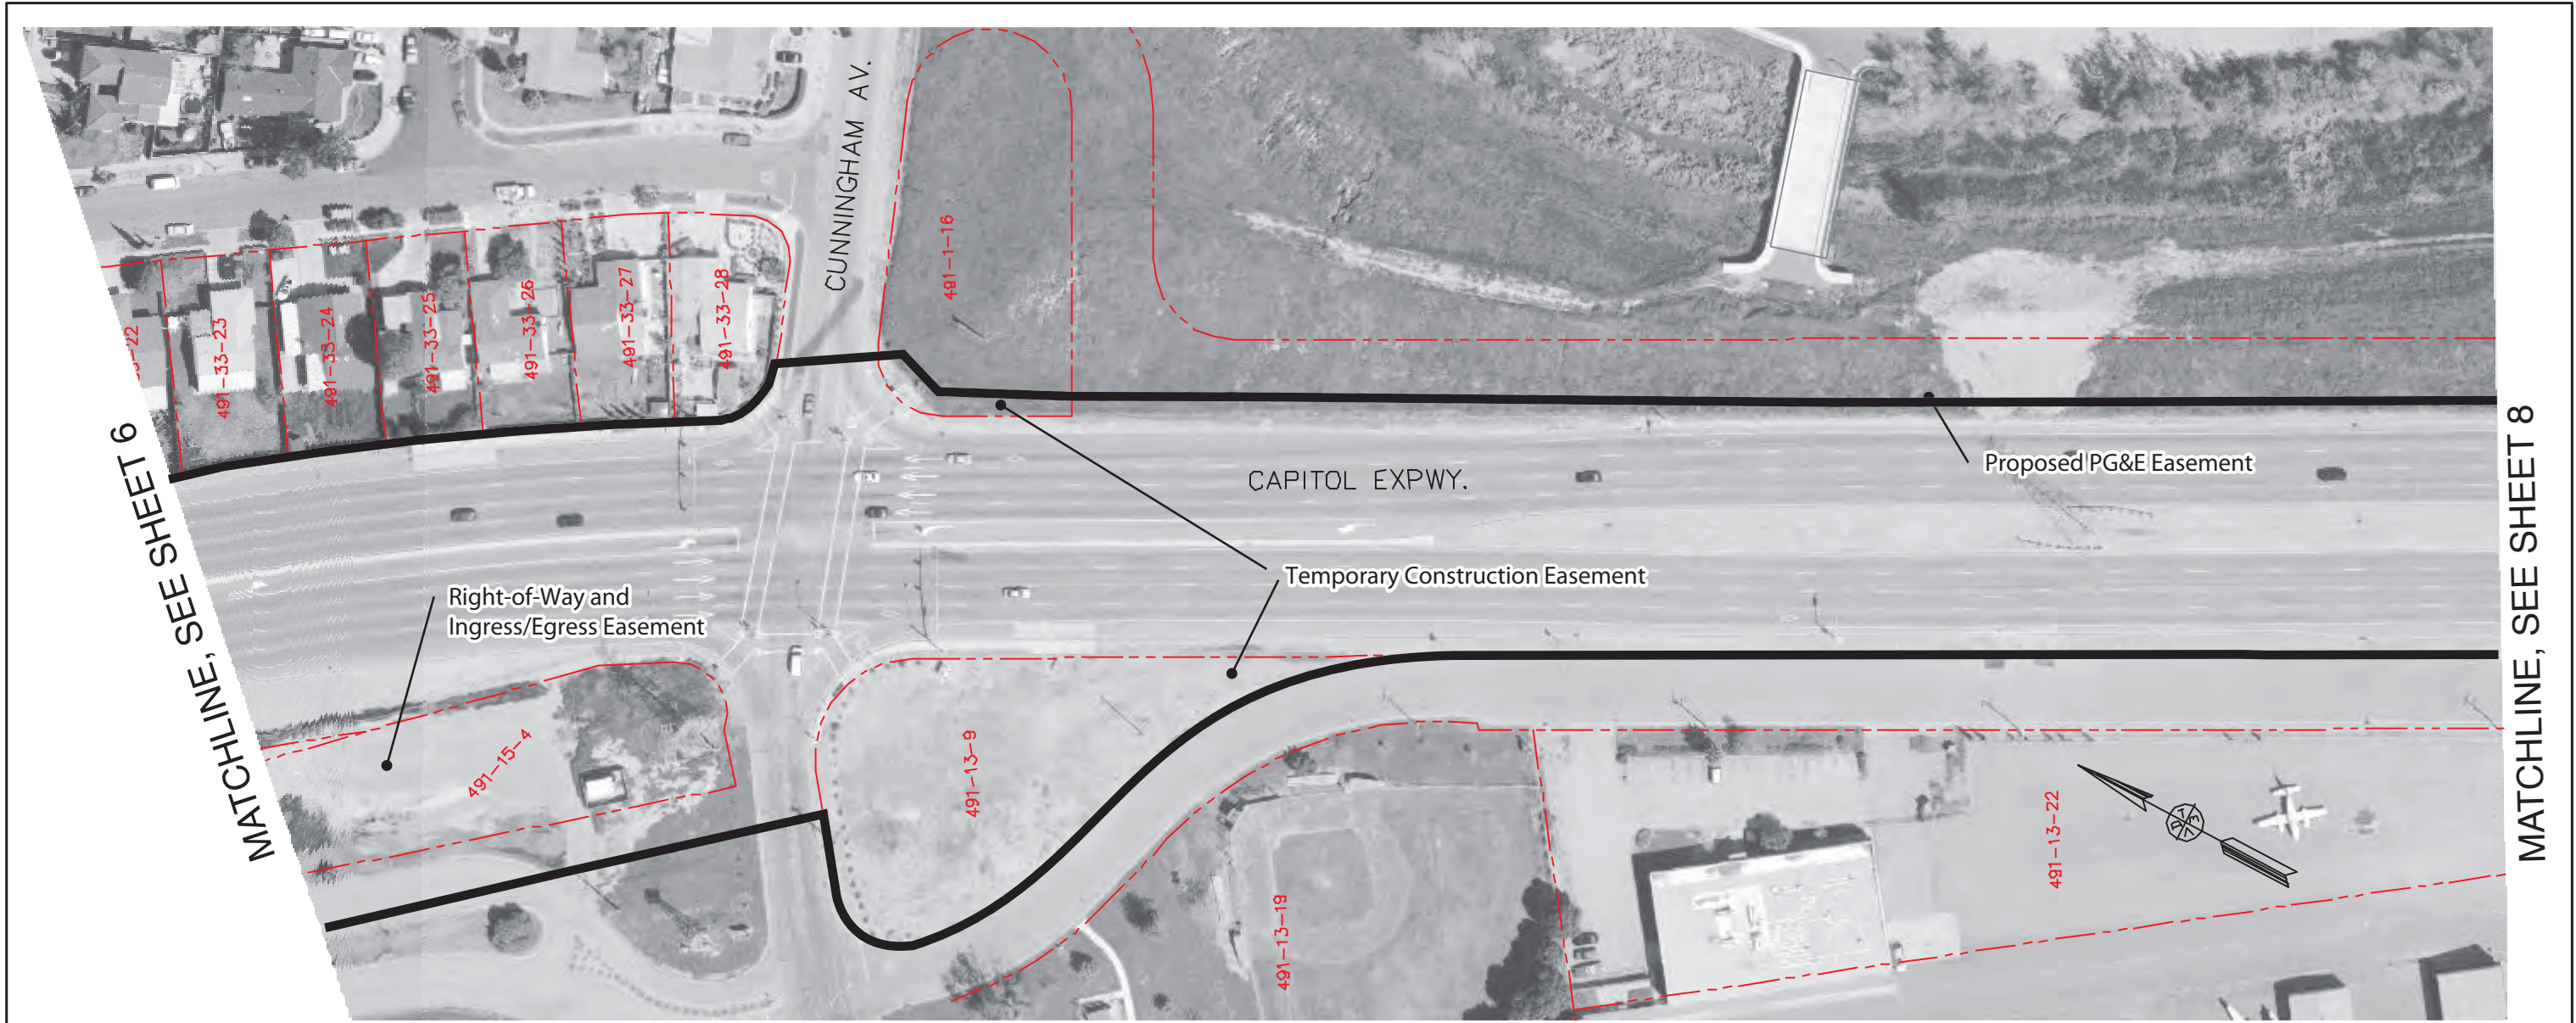 CUNNINGHAM AV.
491-1-16
22
491-33-23
491-33-24
491-33-25
491-33-26
491-33-27
491-33-28
MATCHLINE, SEE SHEET 6
CAPITOL EXPWY.
Proposed PG&E Easement
MATCHLINE, SEE SHEET 8
Temporary Construction Easement
Right-of-Way and
Ingress/Egress Easement
491-15-4
491-13-9
491-13-19
491-13-22